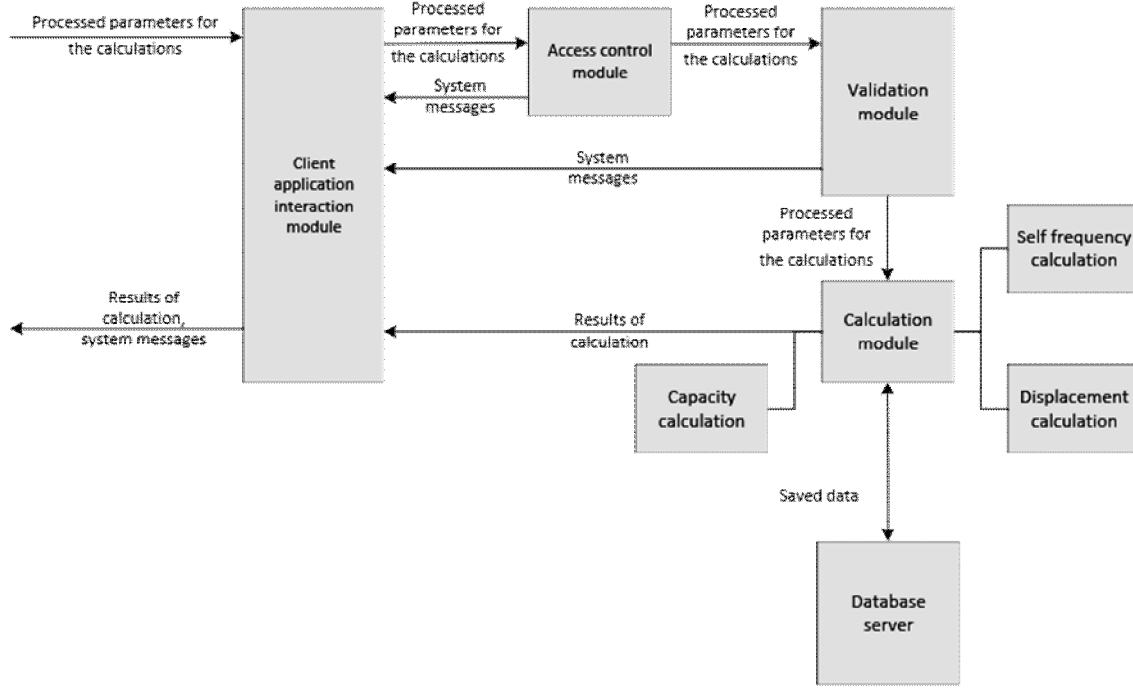 Processed parameters for
the calculations
Client
application
interaction
module
Processed
parameters for
the calculations
System
messages
Access control
module
Processed
parameters for
the calculations
Validation
module
System
messages
Processed
parameters for
the calculations
Self frequency
calculation
Results of
calculation,
system messages
Results of
calculation
Calculation
module
Capacity
calculation
Displacement
calculation
Saved data
Database
server